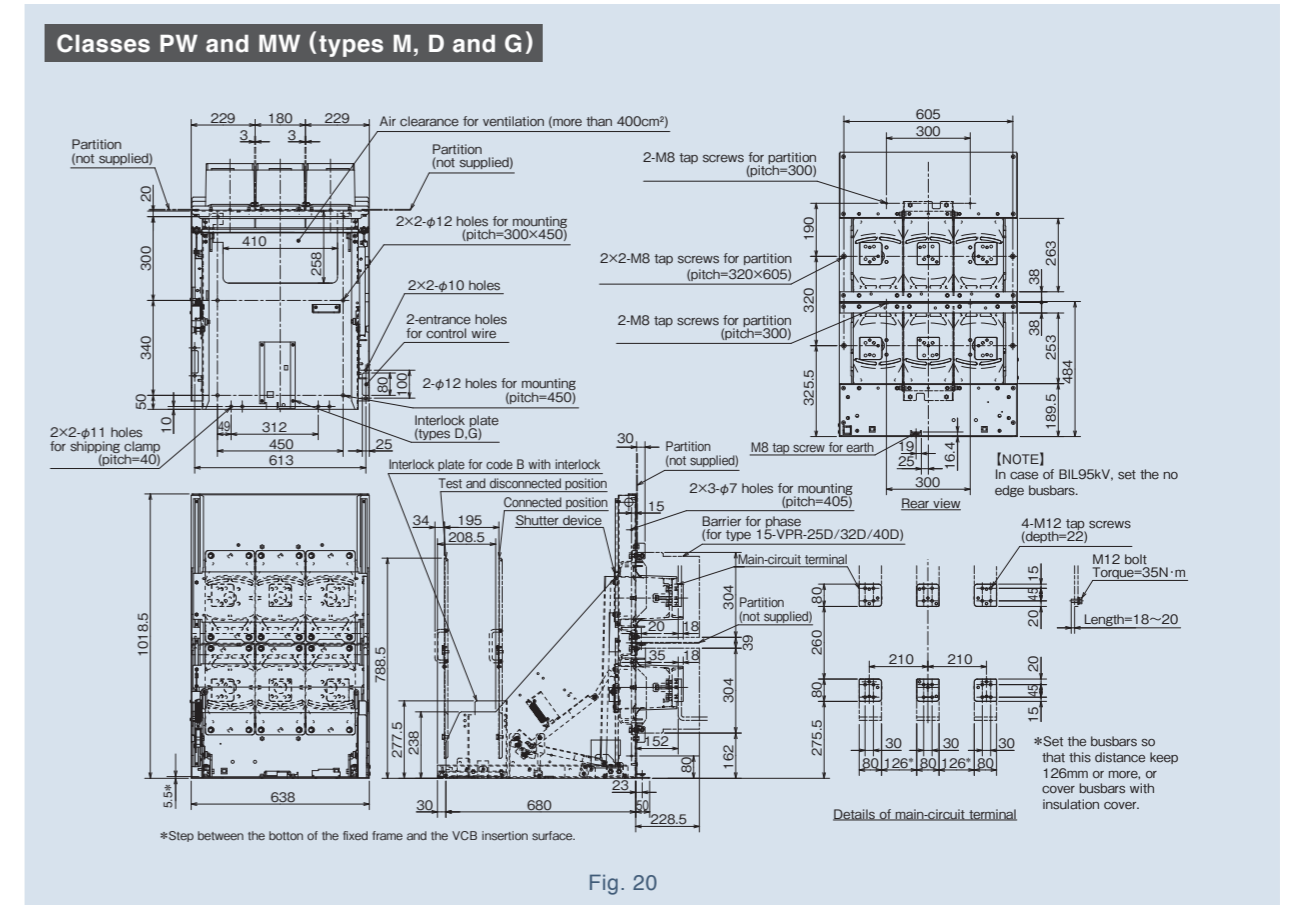 Classes PW and MW (types M, D and G)
229
180
229
3
3
Air clearance for ventilation (more than 400cm²)
Partition
(not supplied)
Partition
(not supplied)
20
300
340
50
10
410
258
2×2-φ12 holes for mounting
(pitch=300×450)
2×2-φ10 holes
2-entrance holes
for control wire
80
100
2-φ12 holes for mounting
(pitch=450)
Interlock plate
(types D,G)
2×2-φ11 holes
for shipping clamp
(pitch=40)
49
312
450
25
613
605
300
2-M8 tap screws for partition
(pitch=300)
190
2×2-M8 tap screws for partition
(pitch=320×605)
320
2-M8 tap screws for partition
(pitch=300)
325.5
263
38
38
253
484
189.5
M8 tap screw for earth
19
25
16.4
300
Rear view
【NOTE】
In case of BIL95kV, set the no
edge busbars.
1018.5
5.5*
638
*Step between the botton of the fixed frame and the VCB insertion surface.
Interlock plate for code B with interlock
Test and disconnected position
Connected position
Shutter device
34
195
208.5
788.5
277.5
238
30
680
23
50
228.5
30
Partition
(not supplied)
2×3-φ7 holes for mounting
(pitch=405)
15
Barrier for phase
(for type 15-VPR-25D/32D/40D)
Main-circuit terminal
304
Partition
(not supplied)
20
18
39
35
18
304
152
162
80
4-M12 tap screws
(depth=22)
M12 bolt
Torque=35N·m
15
45
20
Length=18～20
80
260
80
275.5
210
210
20
45
15
30
30
30
80
126*
80
126*
80
*Set the busbars so
that this distance keep
126mm or more, or
cover busbars with
insulation cover.
Details of main-circuit terminal
Fig. 20